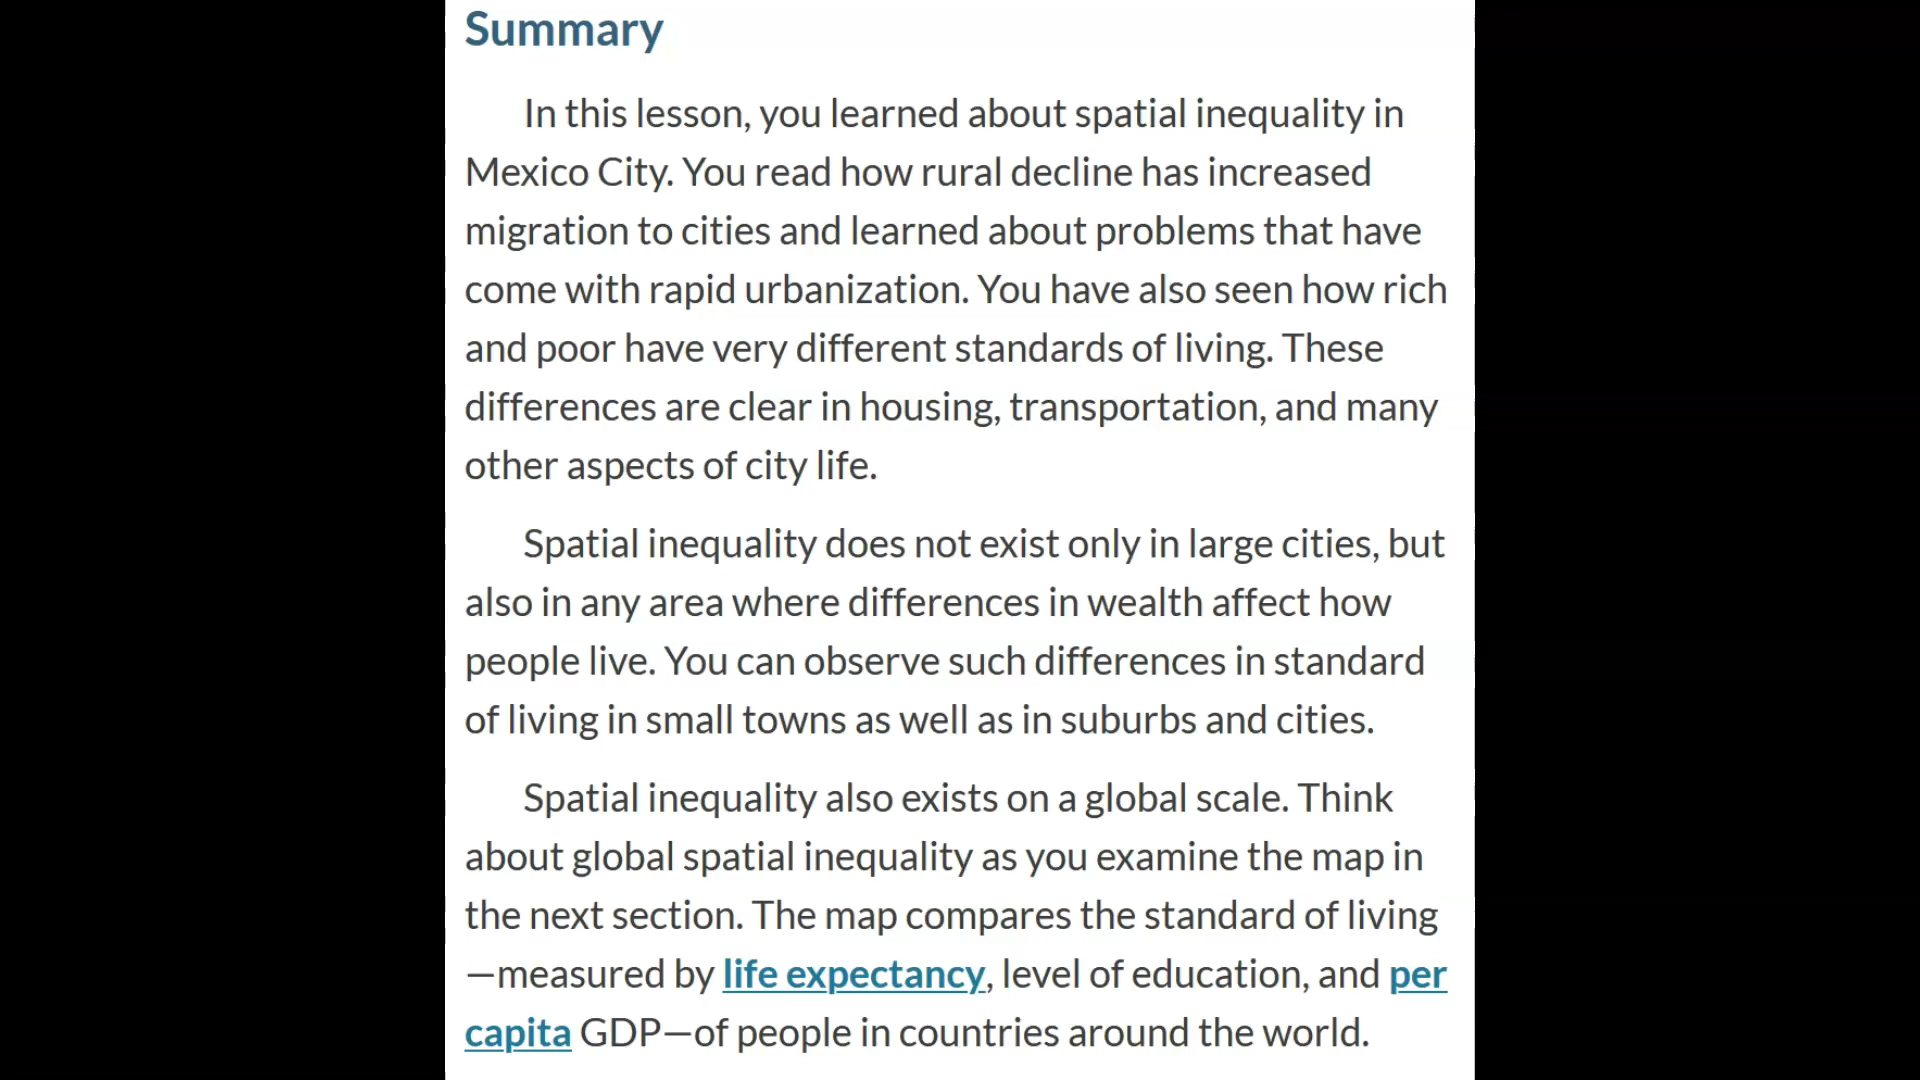 Summary
In this lesson, you learned about spatial inequality in
Mexico City. You read how rural decline has increased
migration to cities and learned about problems that have
come with rapid urbanization. You have also seen how rich
and poor have very different standards of living. These
differences are clear in housing, transportation, and many
other aspects of city life.
Spatial inequality does not exist only in large cities, but
also in any area where differences in wealth affect how
people live. You can observe such differences in standard
of living in small towns as well as in suburbs and cities.
Spatial inequality also exists on a global scale. Think
about global spatial inequality as you examine the map in
the next section. The map compares the standard of living
—measured by life expectancy, level of education, and per
capita GDP—of people in countries around the world.